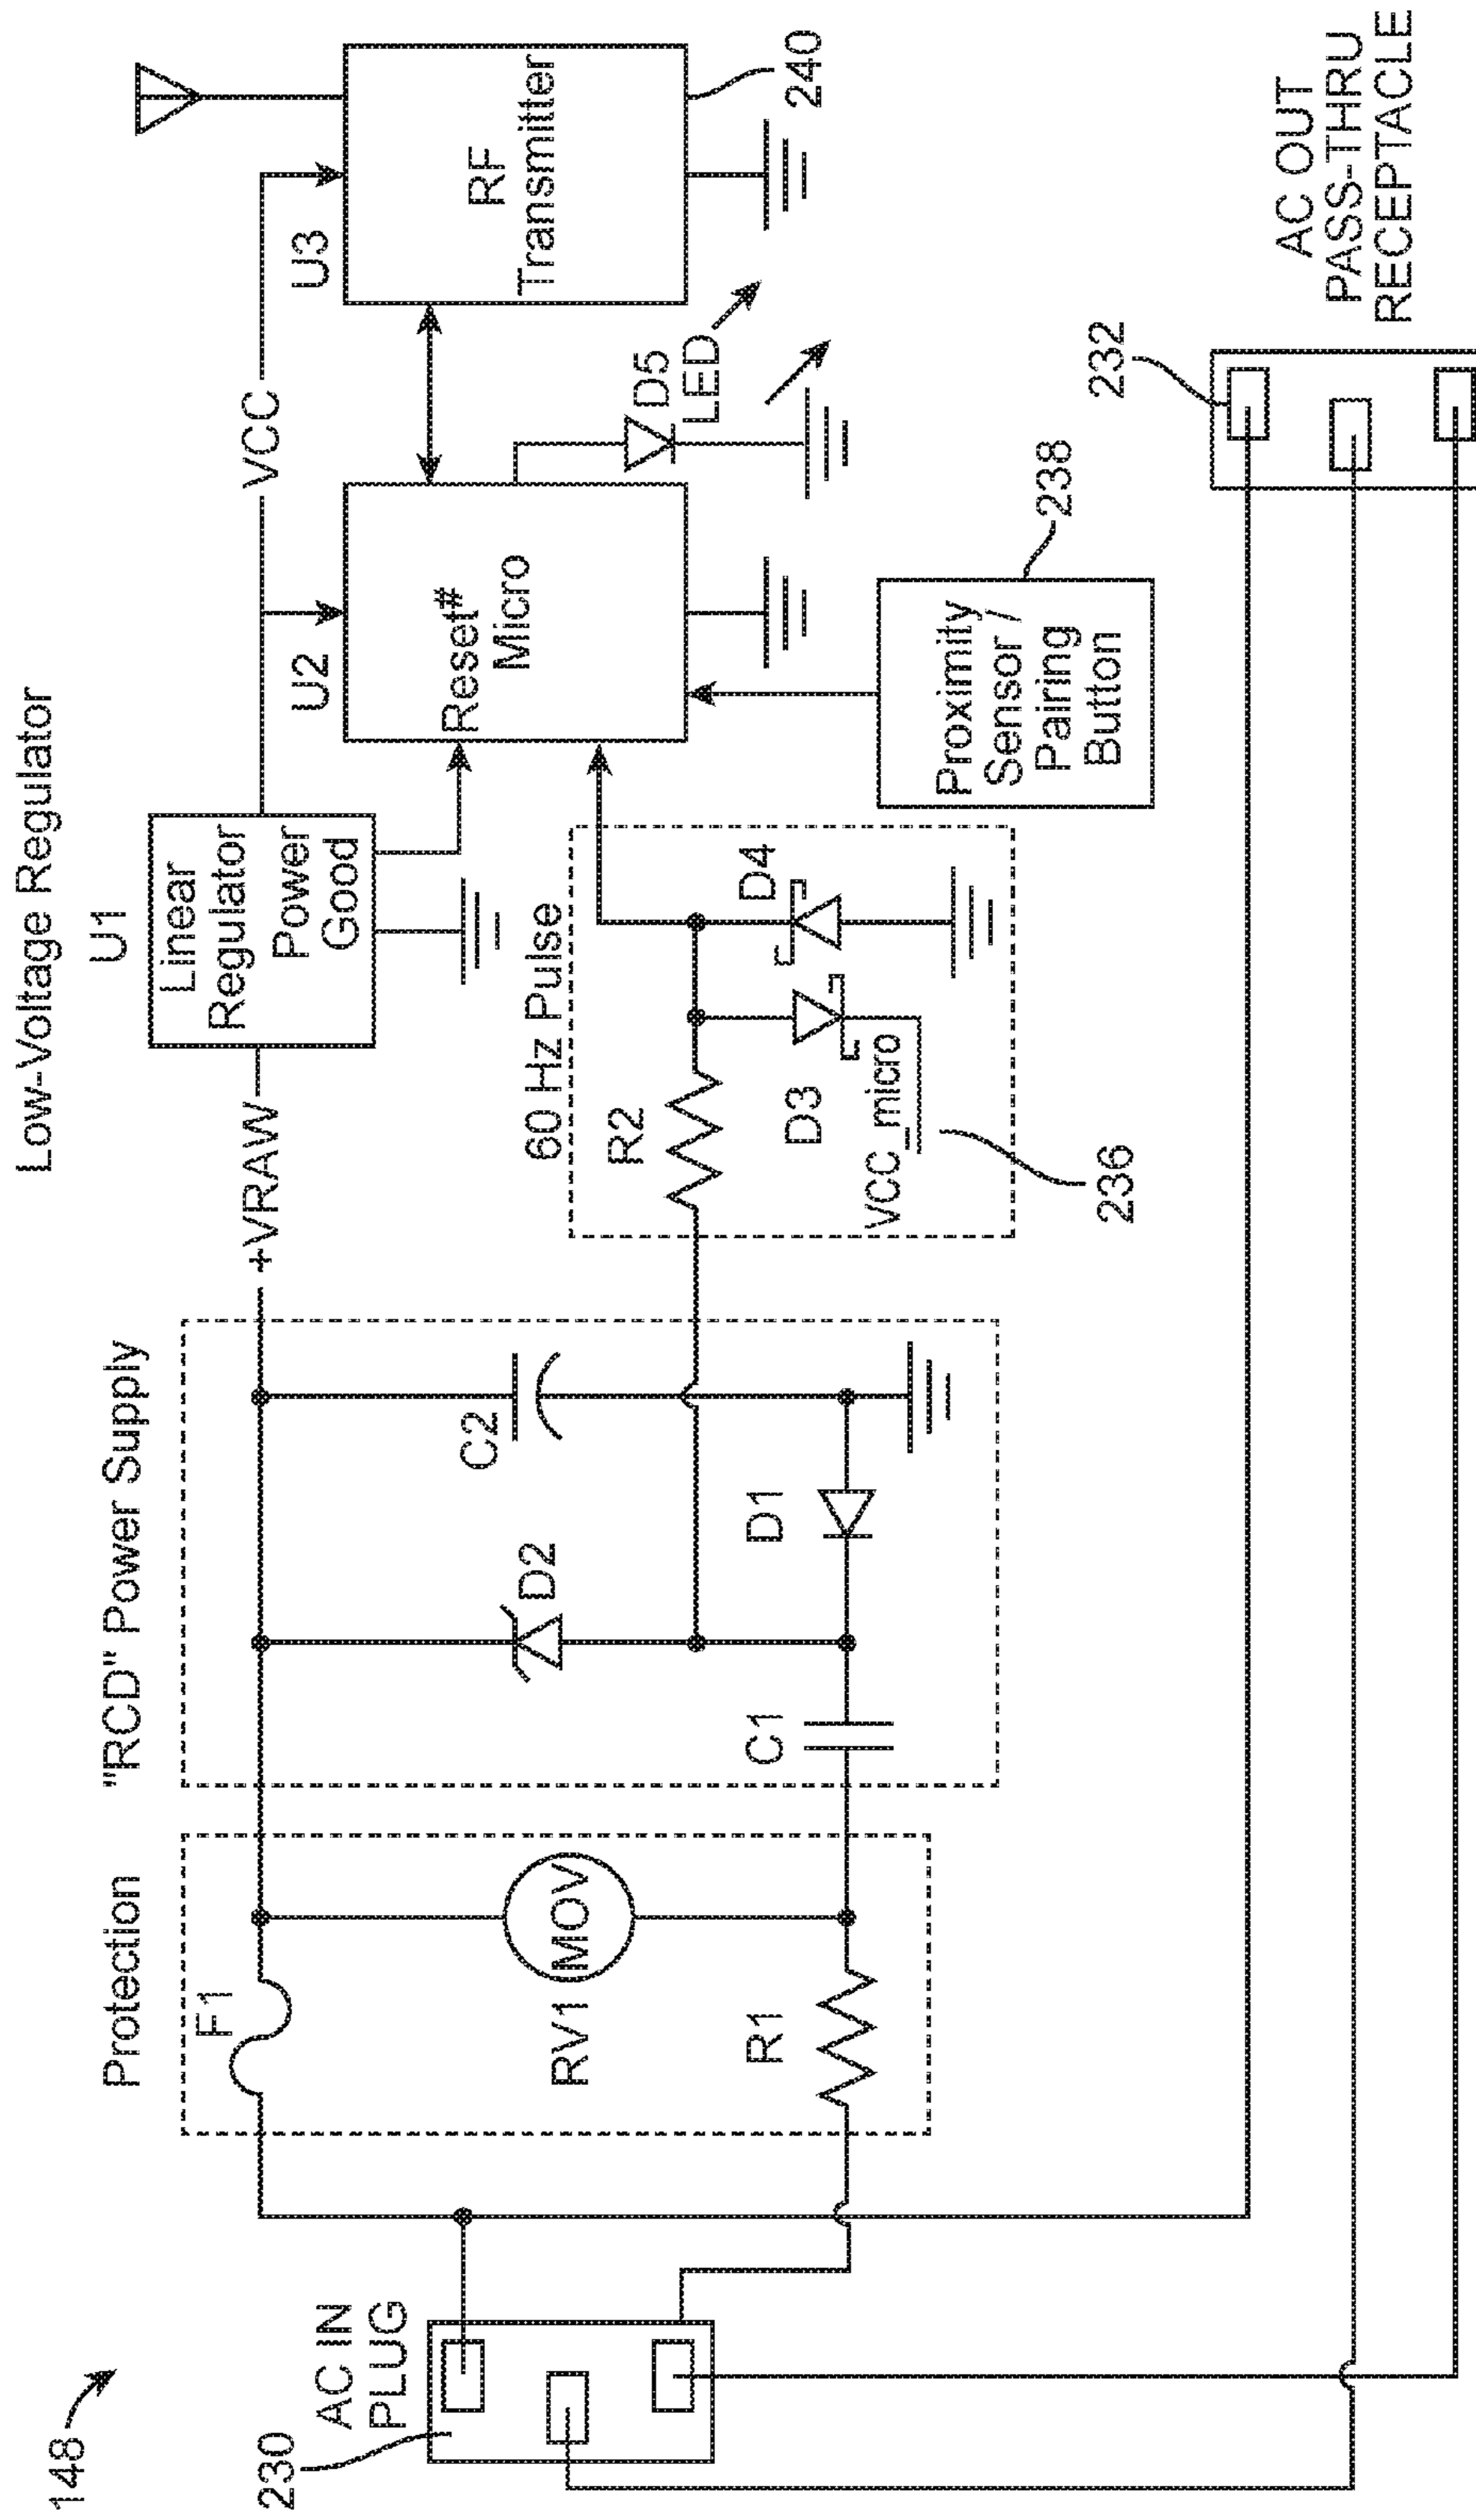 148
230
AC IN
PLUG
Protection
F1
RV1
MOV
R1
"RCD" Power Supply
D2
C2
C1
D1
+VRAW
Low-Voltage Regulator
U1
Linear
Regulator
Power
Good
60 Hz Pulse
R2
D3
D4
VCC_micro
236
VCC
U2
Reset#
Micro
D5
LED
Proximity
Sensor /
Pairing
Button
238
U3
RF
Transmitter
240
232
AC OUT
PASS-THRU
RECEPTACLE